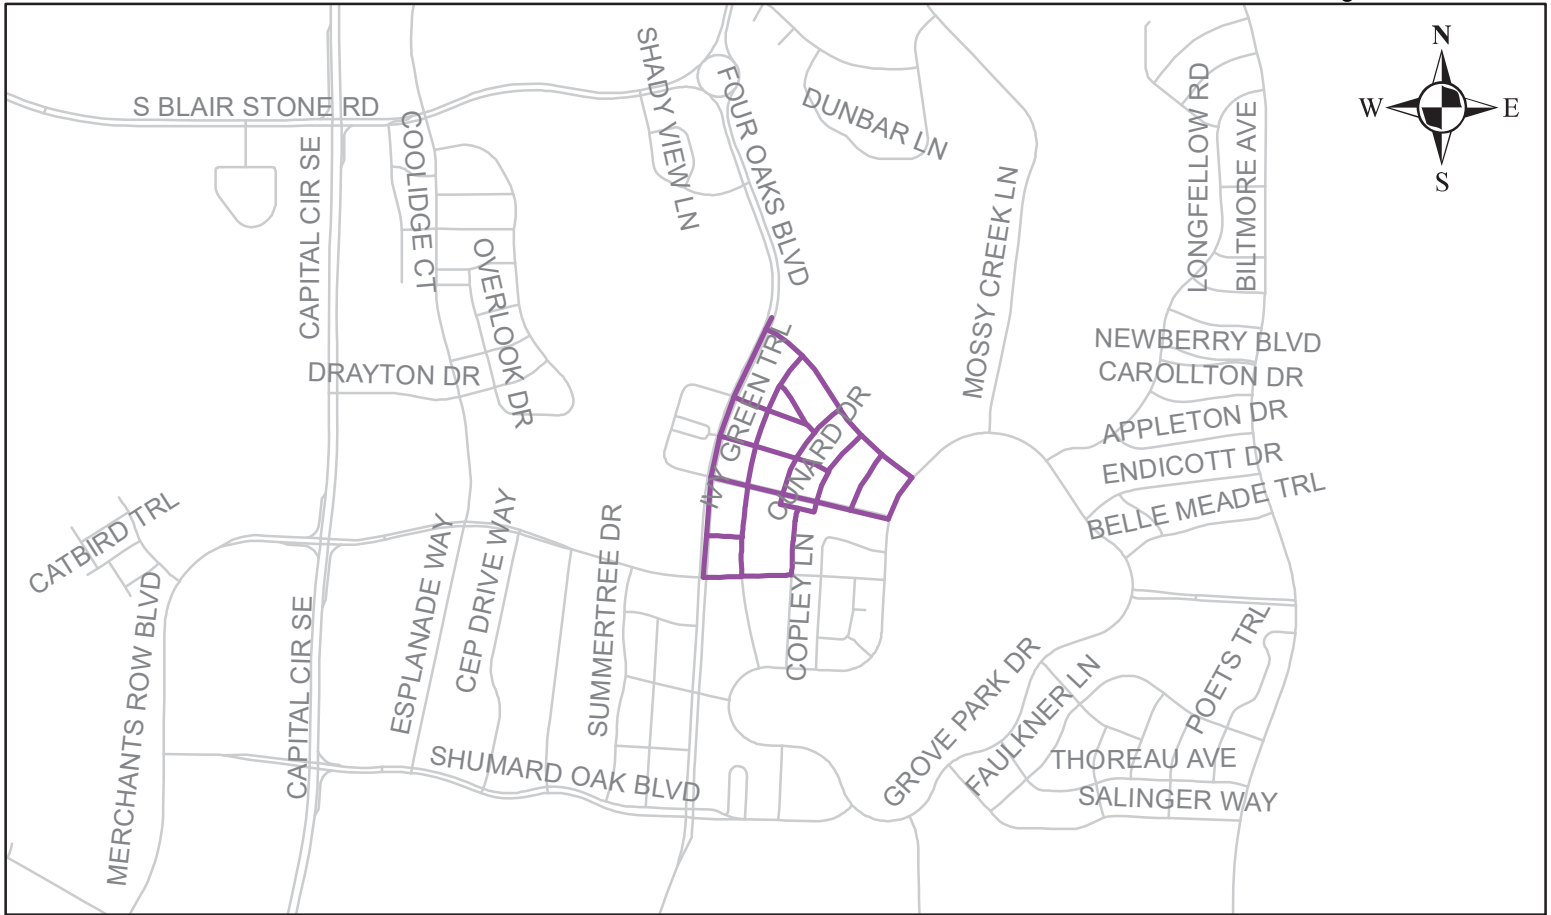 N
W
E
S
S BLAIR STONE RD
CAPITAL CIR SE
COOLIDGE CT
OVERLOOK DR
DRAYTON DR
SHADY VIEW LN
FOUR OAKS BLVD
DUNBAR LN
MOSSY CREEK LN
LONGFELLOW RD
BILTMORE AVE
NEWBERRY BLVD
CAROLLTON DR
APPLETON DR
ENDICOTT DR
BELLE MEADE TRL
IVY GREEN TRL
CUNARD DR
COPLEY LN
CATBIRD TRL
MERCHANTS ROW BLVD
CAPITAL CIR SE
ESPLANADE WAY
CEP DRIVE WAY
SUMMERTREE DR
SHUMARD OAK BLVD
GROVE PARK DR
FAULKNER LN
POETS TRL
THOREAU AVE
SALINGER WAY